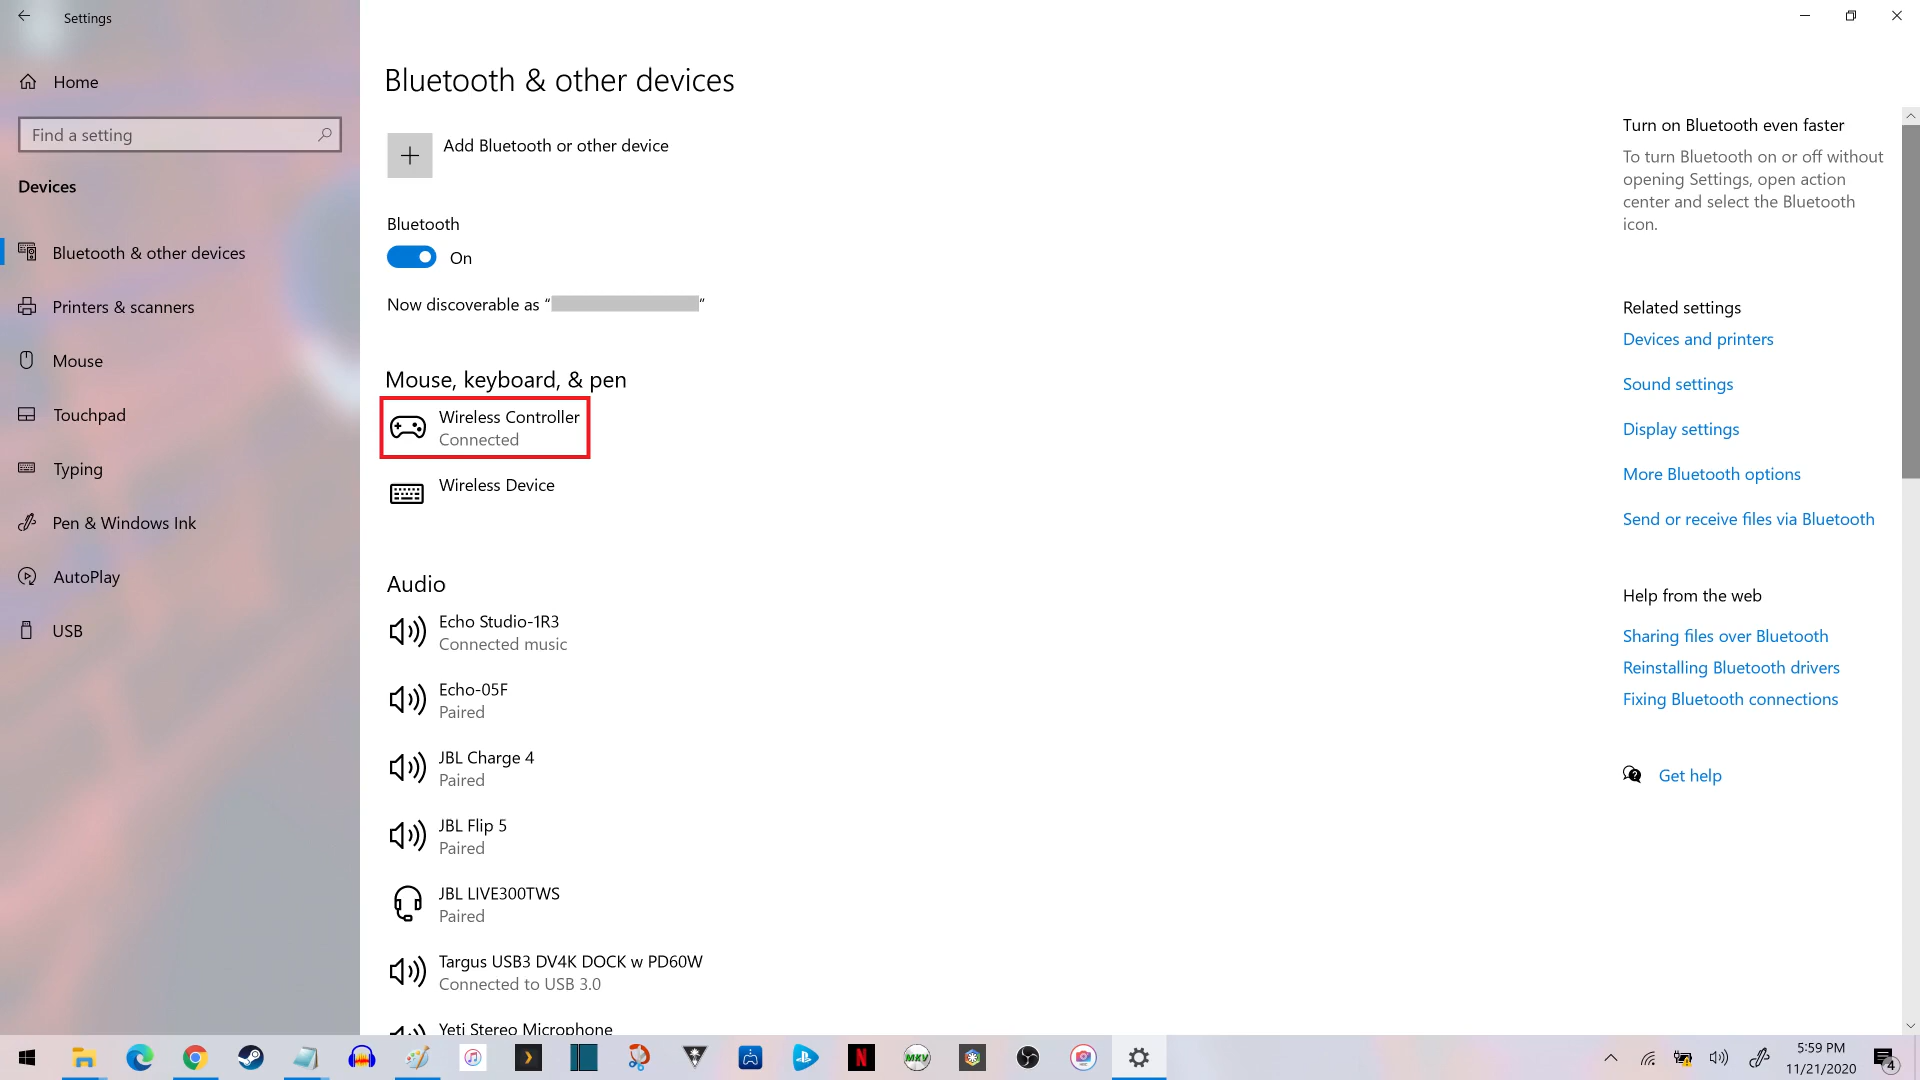 Settings
Home
Find a setting
Devices
Bluetooth & other devices
Printers & scanners
Mouse
Touchpad
Typing
Pen & Windows Ink
AutoPlay
USB
Bluetooth & other devices
Add Bluetooth or other device
Bluetooth
On
Now discoverable as “ “
Mouse, keyboard, & pen
Wireless Controller
Connected
Wireless Device
Audio
Echo Studio-1R3
Connected music
Echo-05F
Paired
JBL Charge 4
Paired
JBL Flip 5
Paired
JBL LIVE300TWS
Paired
Targus USB3 DV4K DOCK w PD60W
Connected to USB 3.0
Yeti Stereo Microphone
Turn on Bluetooth even faster
To turn Bluetooth on or off without
opening Settings, open action
center and select the Bluetooth
icon.
Related settings
Devices and printers
Sound settings
Display settings
More Bluetooth options
Send or receive files via Bluetooth
Help from the web
Sharing files over Bluetooth
Reinstalling Bluetooth drivers
Fixing Bluetooth connections
Get help
N
MKV
5:59 PM
11/21/2020
4